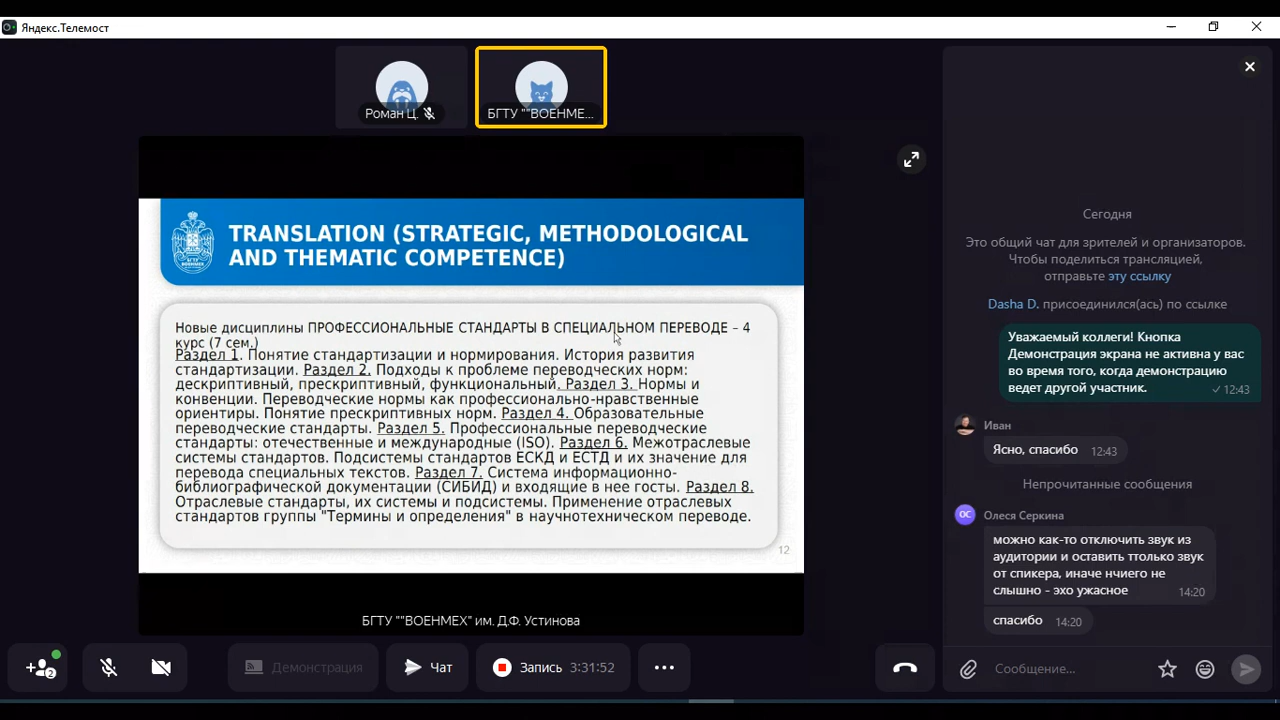 Яндекс.Телемост
Роман Ц.
БГТУ ""ВОЕНМЕ...
TRANSLATION (STRATEGIC, METHODOLOGICAL
AND THEMATIC COMPETENCE)
БГТУ
ВОЕНМЕХ
Новые дисциплины ПРОФЕССИОНАЛЬНЫЕ СТАНДАРТЫ В СПЕЦИАЛЬНОМ ПЕРЕВОДЕ – 4
курс (7 сем.)
Раздел 1. Понятие стандартизации и нормирования. История развития
стандартизации. Раздел 2. Подходы к проблеме переводческих норм:
дескриптивный, прескриптивный, функциональный. Раздел 3. Нормы и
конвенции. Переводческие нормы как профессионально-нравственные
ориентиры. Понятие прескриптивных норм. Раздел 4. Образовательные
переводческие стандарты. Раздел 5. Профессиональные переводческие
стандарты: отечественные и международные (ISO). Раздел 6. Межотраслевые
системы стандартов. Подсистемы стандартов ЕСКД и ЕСТД и их значение для
перевода специальных текстов. Раздел 7. Система информационно-
библиографической документации (СИБИД) и входящие в нее госты. Раздел 8.
Отраслевые стандарты, их системы и подсистемы. Применение отраслевых
стандартов группы "Термины и определения" в научнотехническом переводе.
12
БГТУ ""ВОЕНМЕХ" им. Д.Ф. Устинова
2
Демонстрация
Чат
Запись 3:31:52
Сегодня
Это общий чат для зрителей и организаторов.
Чтобы поделиться трансляцией,
отправьте эту ссылку
Dasha D. присоединился(ась) по ссылке
Уважаемый коллеги! Кнопка
Демонстрация экрана не активна у вас
во время того, когда демонстрацию
ведет другой участник. 12:43
Иван
Ясно, спасибо 12:43
Непрочитанные сообщения
ОС Олеся Серкина
можно как-то отключить звук из
аудитории и оставить ттолько звук
от спикера, иначе нчиего не
слышно - эхо ужасное 14:20
спасибо 14:20
Сообщение...